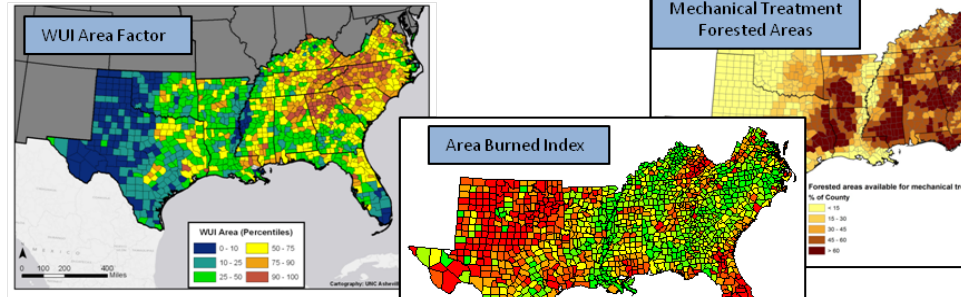 WUI Area Factor
WUI Area (Percentiles)
0 - 10
10 - 25
25 - 50
50 - 75
75 - 90
90 - 100
0 100 200 400
Miles
Cartography: UNC Ashevill
Area Burned Index
Mechanical Treatment
Forested Areas
Forested areas available for mechanical tre
% of County
< 15
15 - 30
30 - 45
45 - 60
> 60